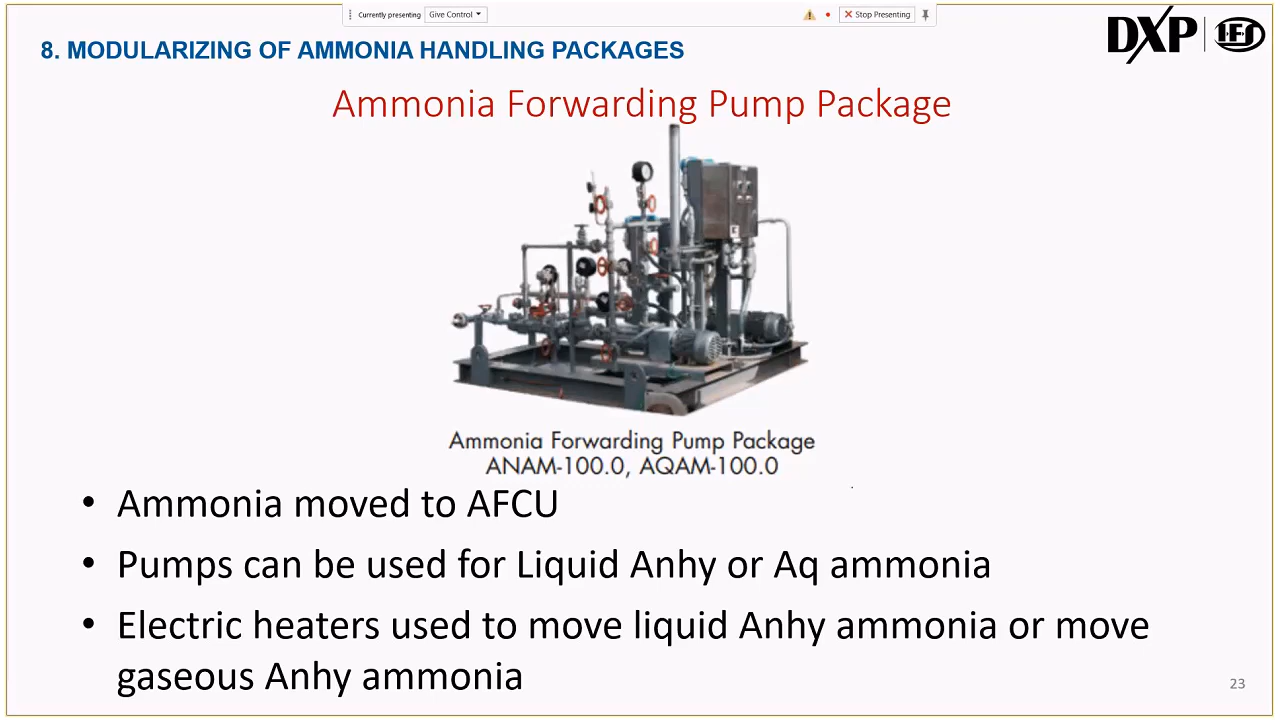 Currently presenting Give Control Stop Presenting
DXP IFS
8. MODULARIZING OF AMMONIA HANDLING PACKAGES
Ammonia Forwarding Pump Package
Ammonia Forwarding Pump Package
ANAM-100.0, AQAM-100.0
• Ammonia moved to AFCU
• Pumps can be used for Liquid Anhy or Aq ammonia
• Electric heaters used to move liquid Anhy ammonia or move
gaseous Anhy ammonia
23